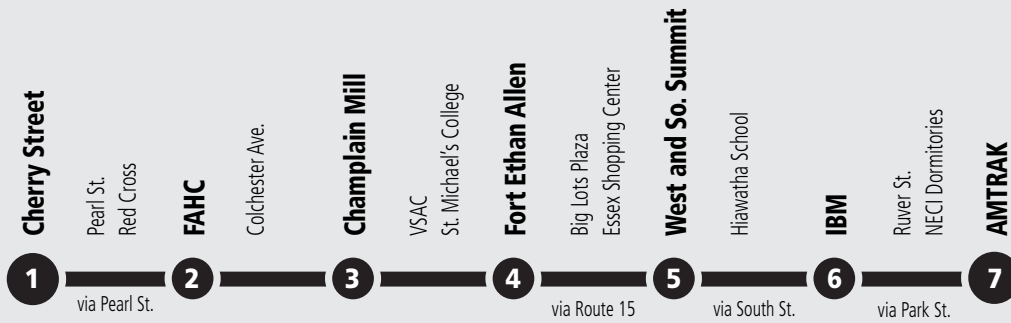 Cherry Street
Pearl St.
Red Cross
FAHC
Colchester Ave.
Champlain Mill
VSAC
St. Michael's College
Fort Ethan Allen
Big Lots Plaza
Essex Shopping Center
West and So. Summit
Hiawatha School
IBM
Ruver St.
NECI Dormitories
AMTRAK
1
2
3
4
5
6
7
via Pearl St.
via Route 15
via South St.
via Park St.